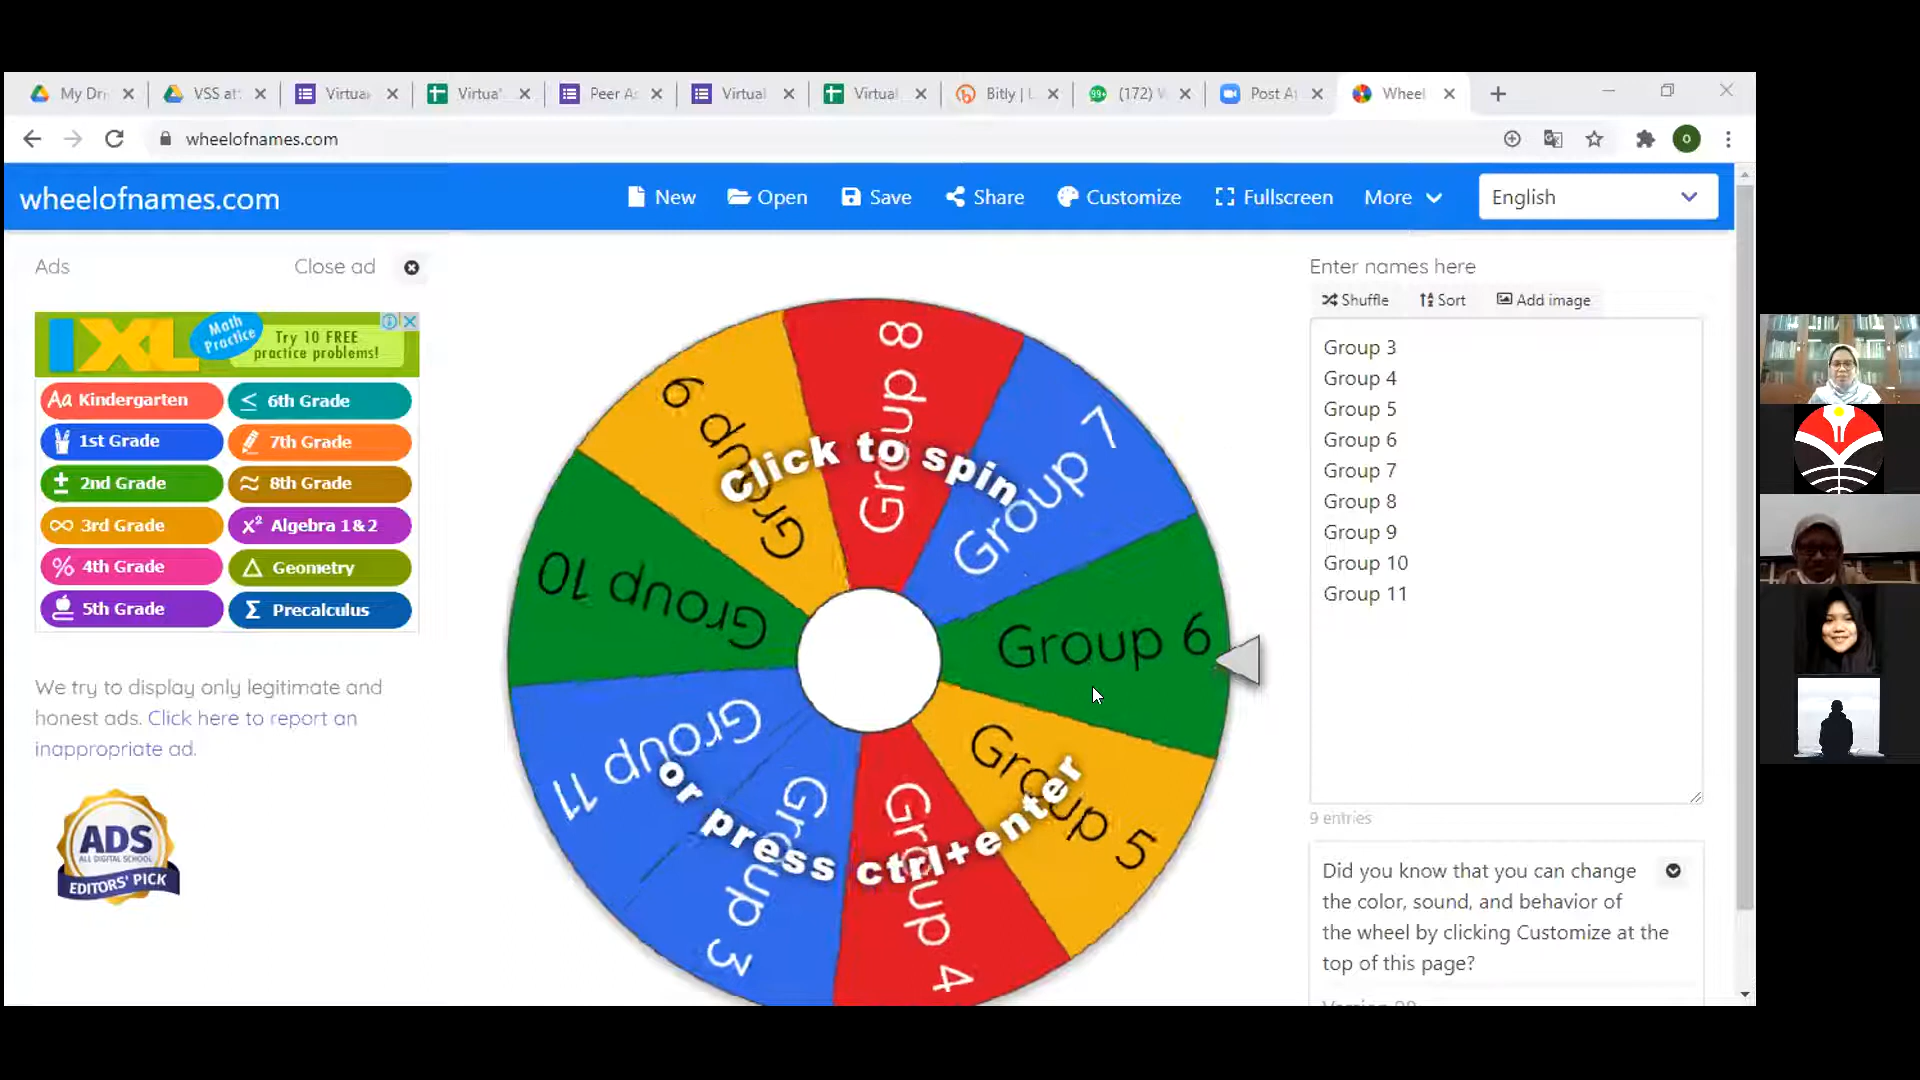 My Dri
VSS at
Virtua
Virtua'
Peer A
Virtual
Virtual
Bitly | L
99+
(172) W
Post A
Wheel
wheelofnames.com
O
wheelofnames.com
New
Open
Save
Share
Customize
Fullscreen
More
English
Ads
Close ad
IXL
Math
Practice
Try 10 FREE
practice problems!
Aa Kindergarten
≤ 6th Grade
1st Grade
7th Grade
± 2nd Grade
≈ 8th Grade
∞ 3rd Grade
x² Algebra 1 & 2
% 4th Grade
Geometry
5th Grade
Σ Precalculus
We try to display only legitimate and
honest ads. Click here to report an
inappropriate ad.
ADS
ALL DIGITAL SCHOOL
EDITORS' PICK
Group 8
Group 7
Group 6
Group 5
Group 4
Group 3
Group 11
Group 10
Group 9
Click to spin
or press ctrl+enter
Enter names here
Shuffle
Sort
Add image
Group 3
Group 4
Group 5
Group 6
Group 7
Group 8
Group 9
Group 10
Group 11
9 entries
Did you know that you can change
the color, sound, and behavior of
the wheel by clicking Customize at the
top of this page?